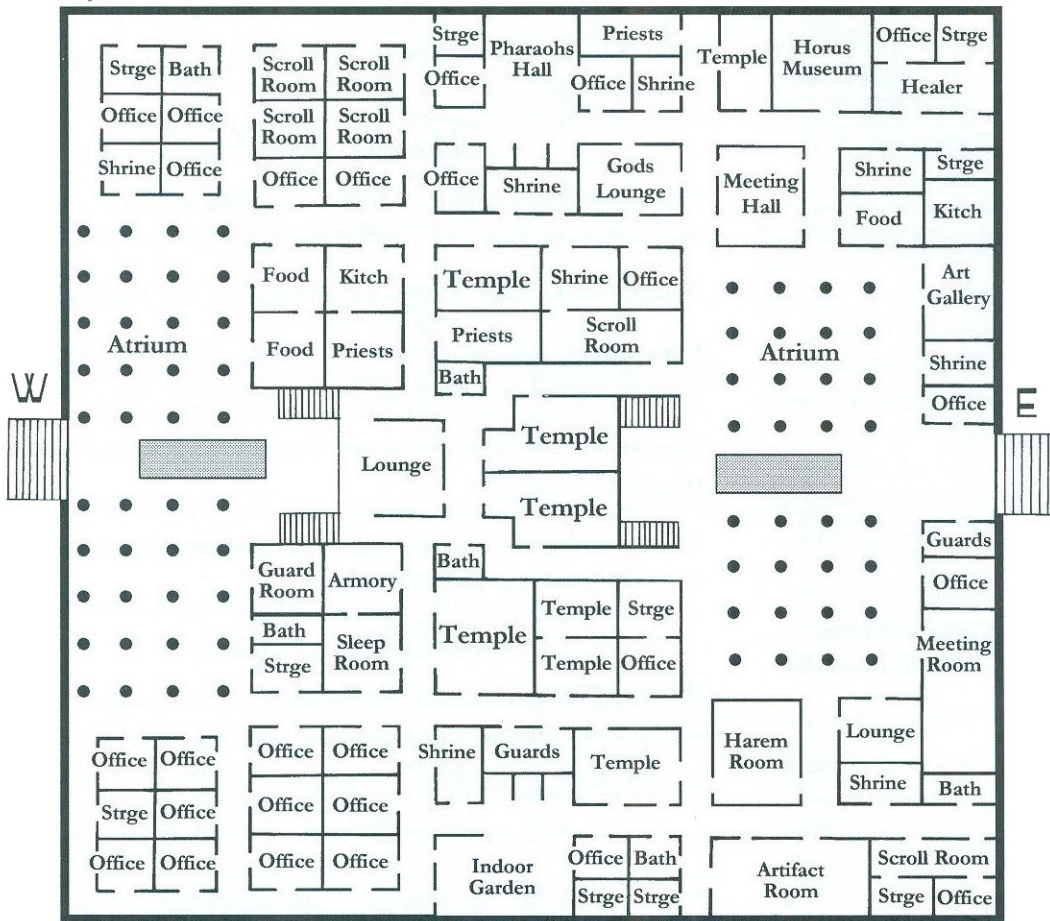 Strge
Pharaohs
Hall
Priests
Office
Office
Shrine
Temple
Horus
Museum
Office
Strge
Healer
Strge
Bath
Office
Office
Shrine
Office
Scroll
Room
Scroll
Room
Scroll
Room
Scroll
Room
Office
Office
Office
Shrine
Gods
Lounge
Meeting
Hall
Shrine
Strge
Food
Kitch
Food
Kitch
Food
Priests
Temple
Shrine
Office
Priests
Scroll
Room
Bath
Art
Gallery
Shrine
Office
Atrium
Atrium
W
E
Lounge
Temple
Temple
Guard
Room
Armory
Bath
Strge
Sleep
Room
Bath
Temple
Temple
Strge
Temple
Office
Guards
Office
Meeting
Room
Office
Office
Strge
Office
Office
Office
Office
Office
Office
Office
Office
Office
Shrine
Guards
Temple
Harem
Room
Lounge
Shrine
Bath
Indoor
Garden
Office
Bath
Strge
Strge
Artifact
Room
Scroll Room
Strge
Office